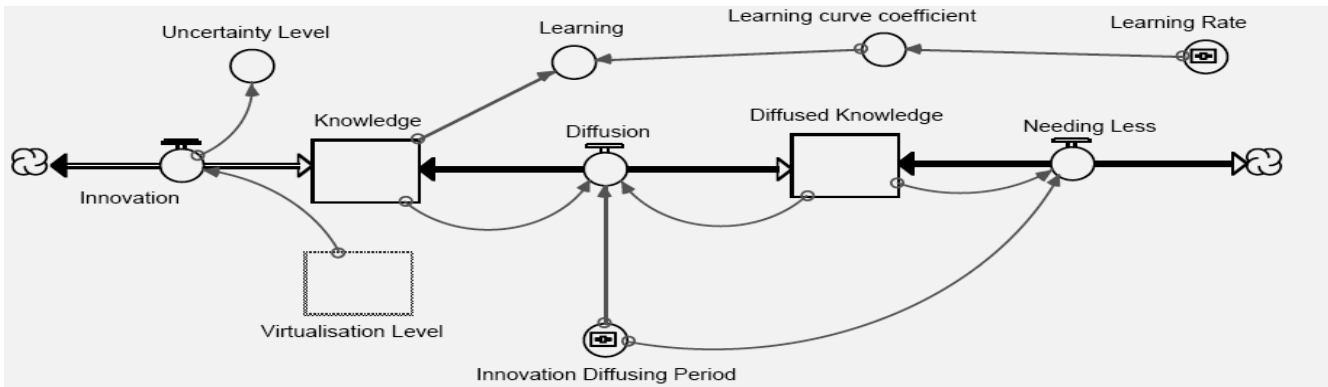 Uncertainty Level
Learning
Learning curve coefficient
Learning Rate
Knowledge
Diffusion
Diffused Knowledge
Needing Less
Innovation
Virtualisation Level
Innovation Diffusing Period